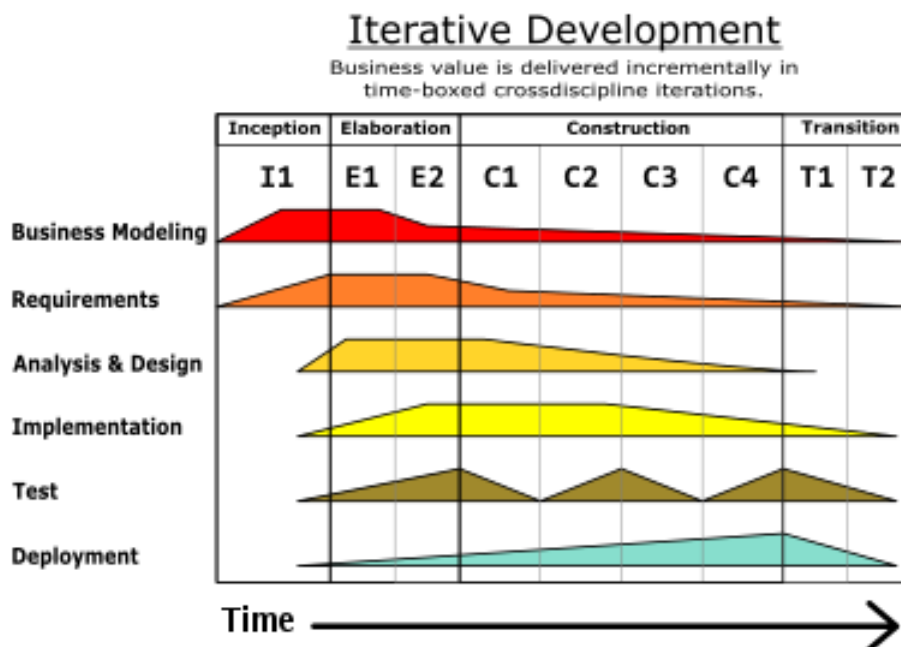 Iterative Development
Business value is delivered incrementally in
time-boxed crossdiscipline iterations.
Inception Elaboration Construction Transition
I1 E1 E2 C1 C2 C3 C4 T1 T2
Business Modeling
Requirements
Analysis & Design
Implementation
Test
Deployment
Time